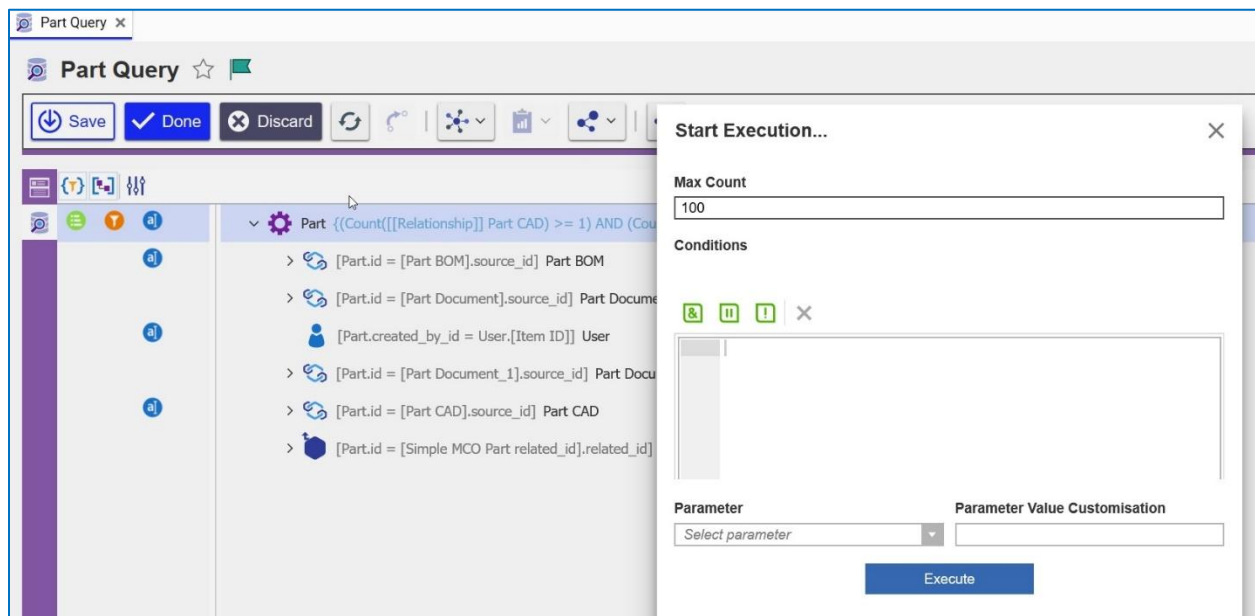 Part Query
Part Query
Save Done Discard
Part {(Count([[Relationship]] Part CAD) >= 1) AND (Cou
[Part.id = [Part BOM].source_id] Part BOM
[Part.id = [Part Document].source_id] Part Docume
[Part.created_by_id = User.[Item ID]] User
[Part.id = [Part Document_1].source_id] Part Docu
[Part.id = [Part CAD].source_id] Part CAD
[Part.id = [Simple MCO Part related_id].related_id]
Start Execution...
Max Count
100
Conditions
Parameter Parameter Value Customisation
Select parameter
Execute